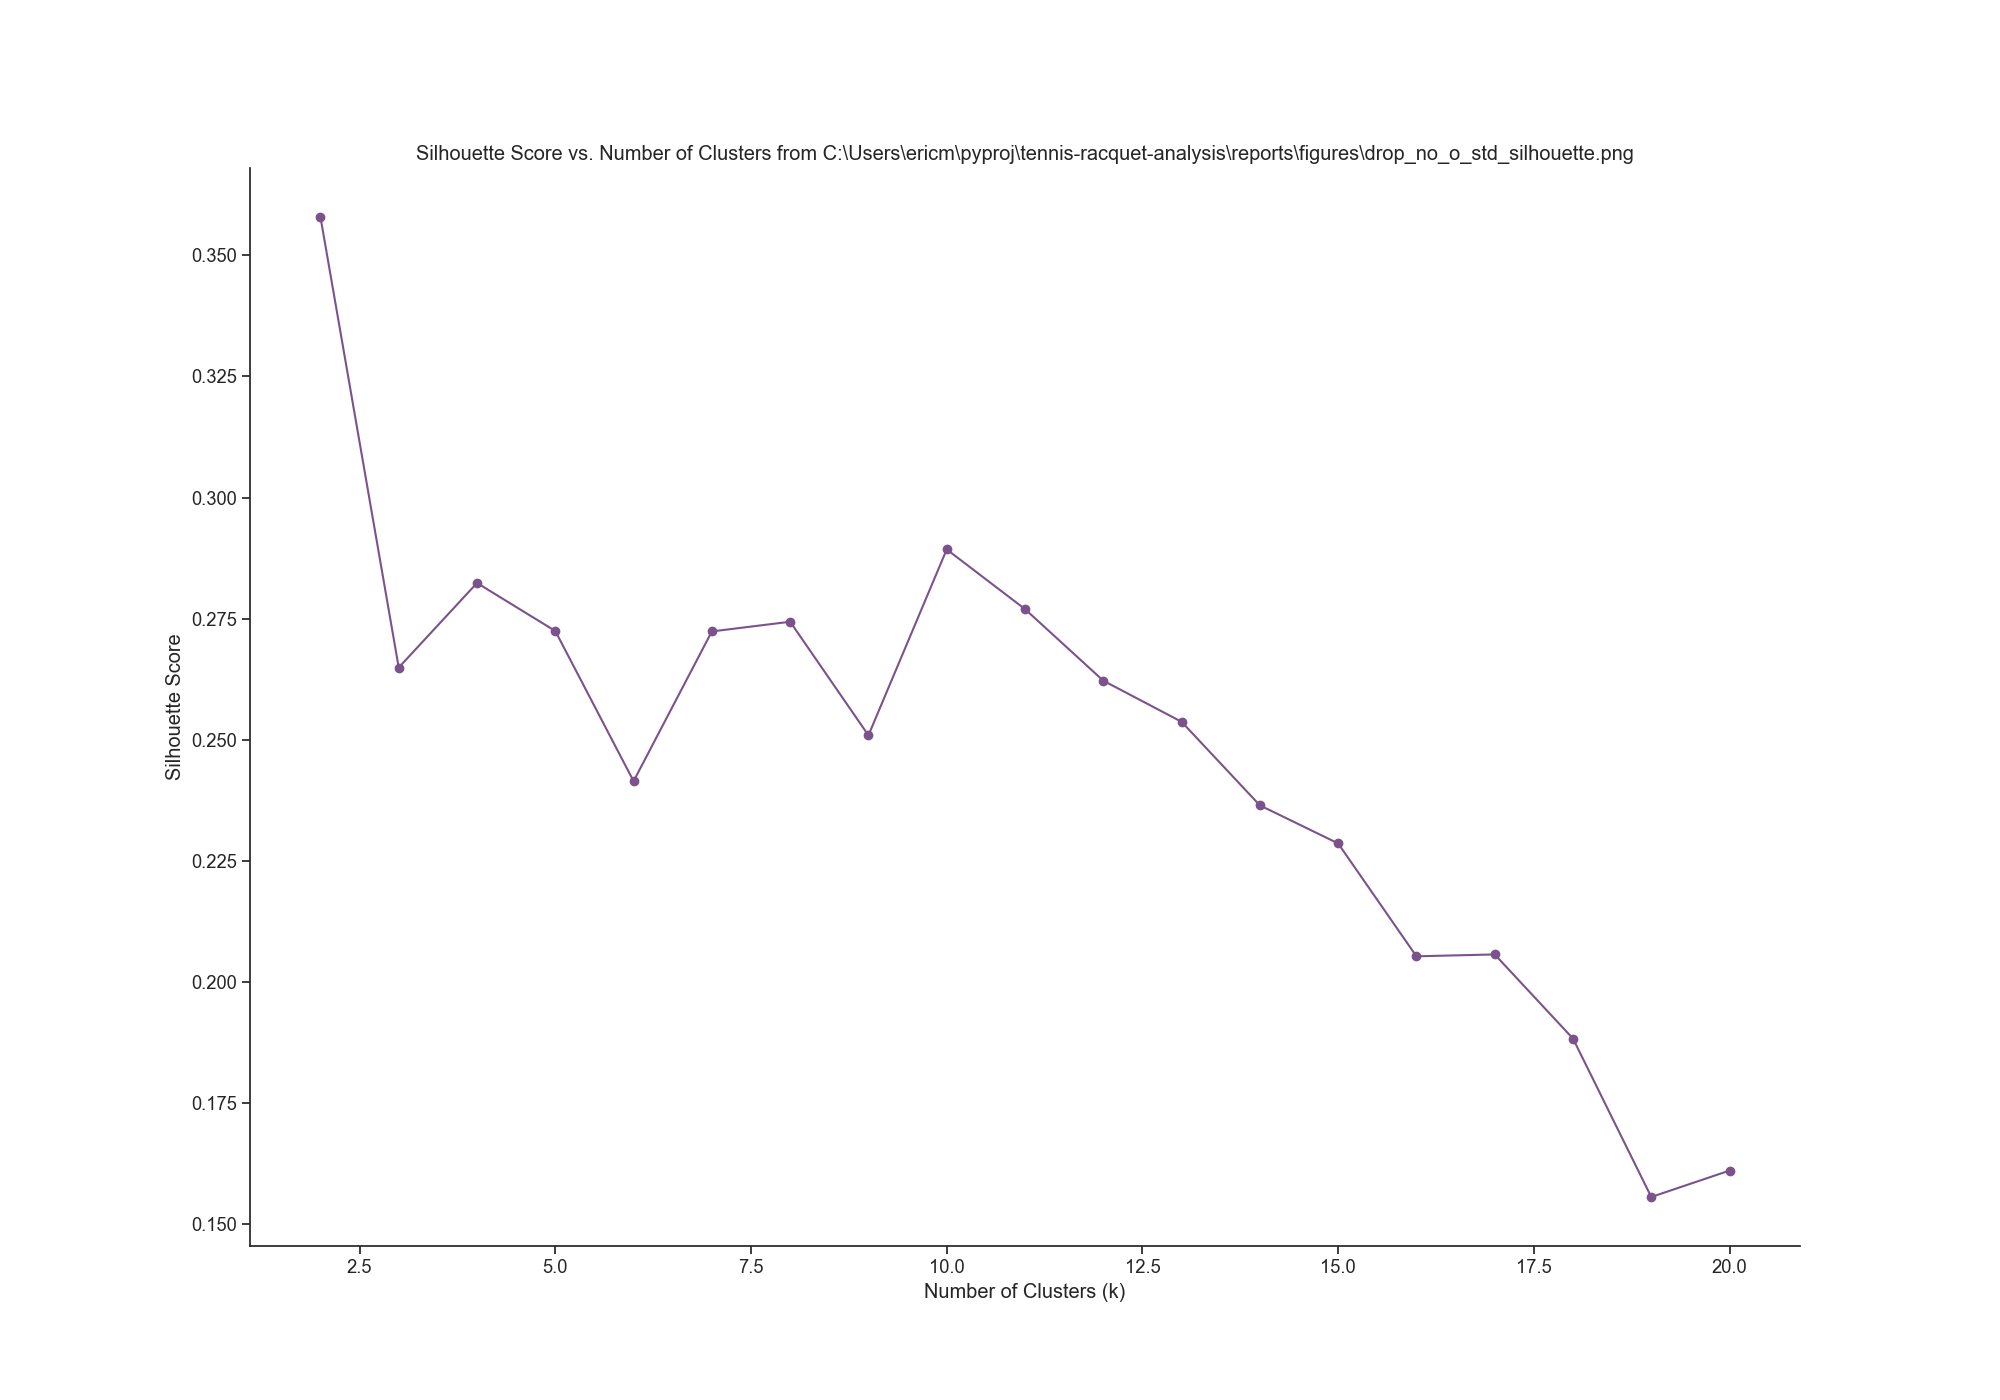 Silhouette Score vs. Number of Clusters from C:\Users\ericm\pyproj\tennis-racquet-analysis\reports\figures\drop_no_o_std_silhouette.png
Silhouette Score
0.350
0.325
0.300
0.275
0.250
0.225
0.200
0.175
0.150
2.5 5.0 7.5 10.0 12.5 15.0 17.5 20.0
Number of Clusters (k)